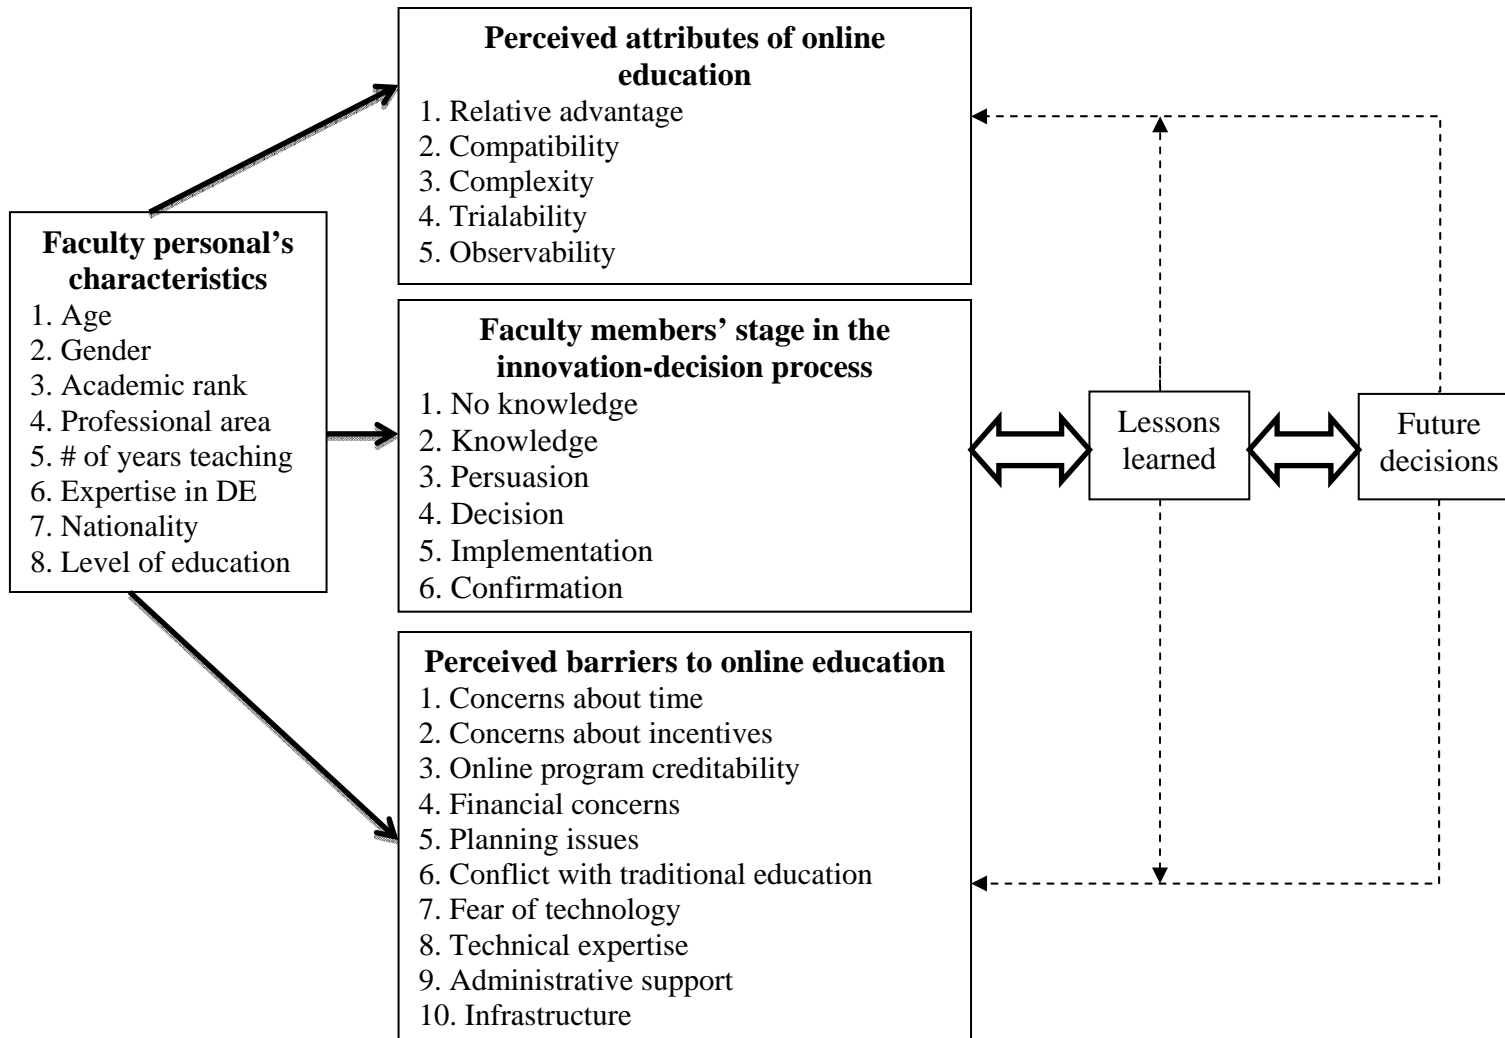 Perceived attributes of online
education
1. Relative advantage
2. Compatibility
3. Complexity
4. Trialability
5. Observability
Faculty personal’s
characteristics
1. Age
2. Gender
3. Academic rank
4. Professional area
5. # of years teaching
6. Expertise in DE
7. Nationality
8. Level of education
Faculty members’ stage in the
innovation-decision process
1. No knowledge
2. Knowledge
3. Persuasion
4. Decision
5. Implementation
6. Confirmation
Lessons
learned
Future
decisions
Perceived barriers to online education
1. Concerns about time
2. Concerns about incentives
3. Online program creditability
4. Financial concerns
5. Planning issues
6. Conflict with traditional education
7. Fear of technology
8. Technical expertise
9. Administrative support
10. Infrastructure